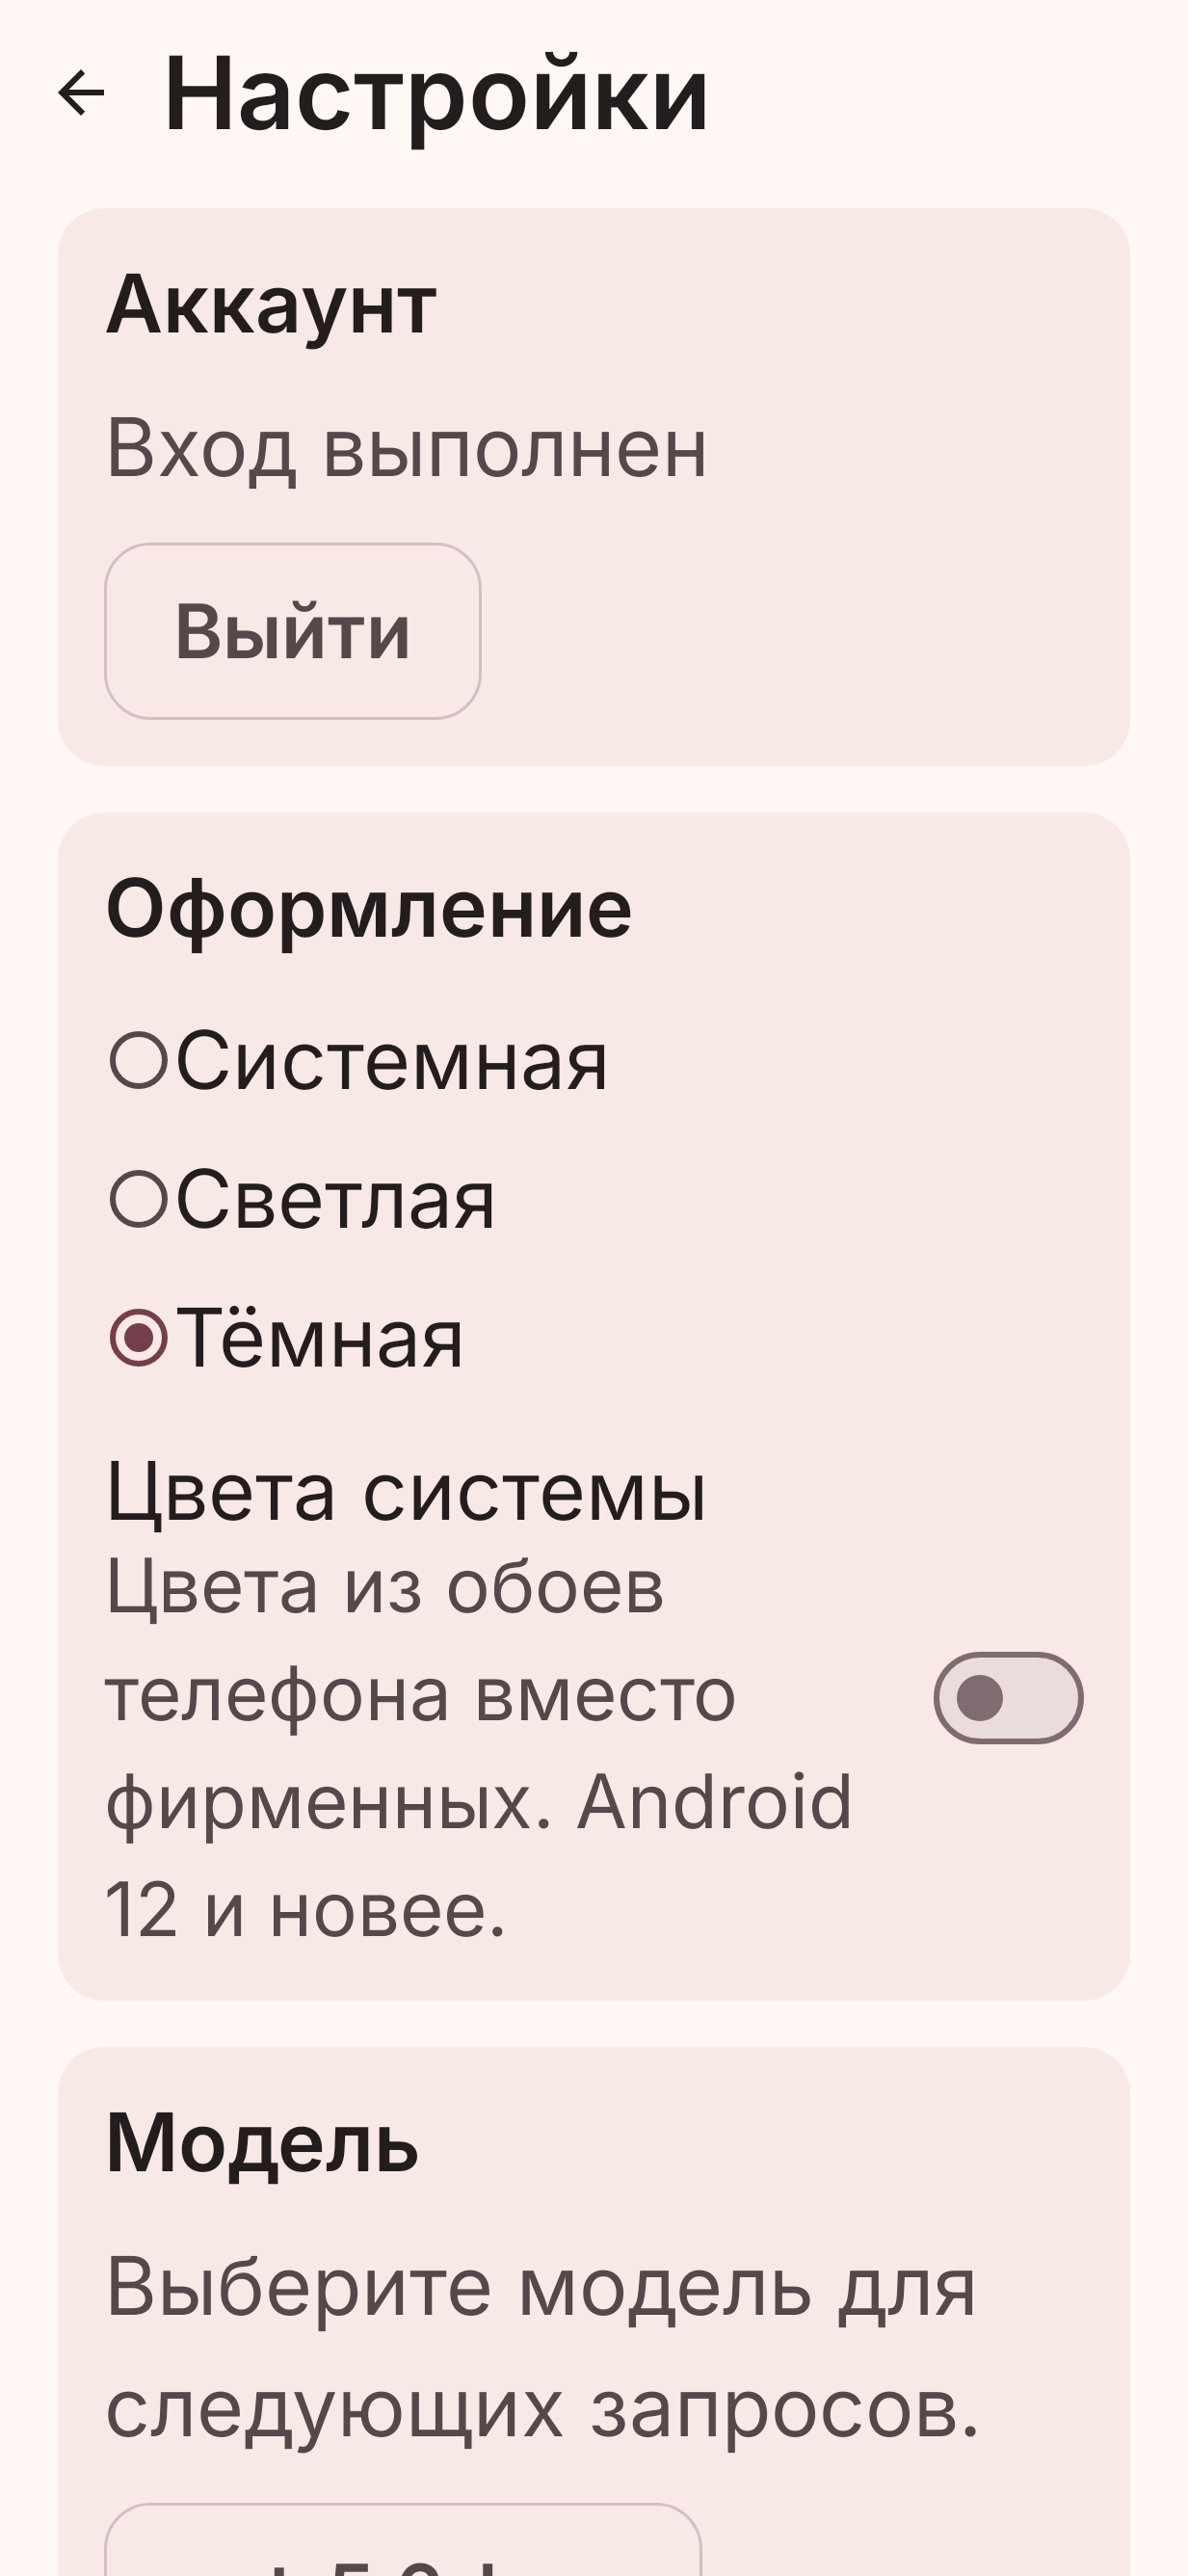 Настройки
Аккаунт
Вход выполнен
Выйти
Оформление
Системная
Светлая
Тёмная
Цвета системы
Цвета из обоев
телефона вместо
фирменных. Android
12 и новее.
Модель
Выберите модель для
следующих запросов.